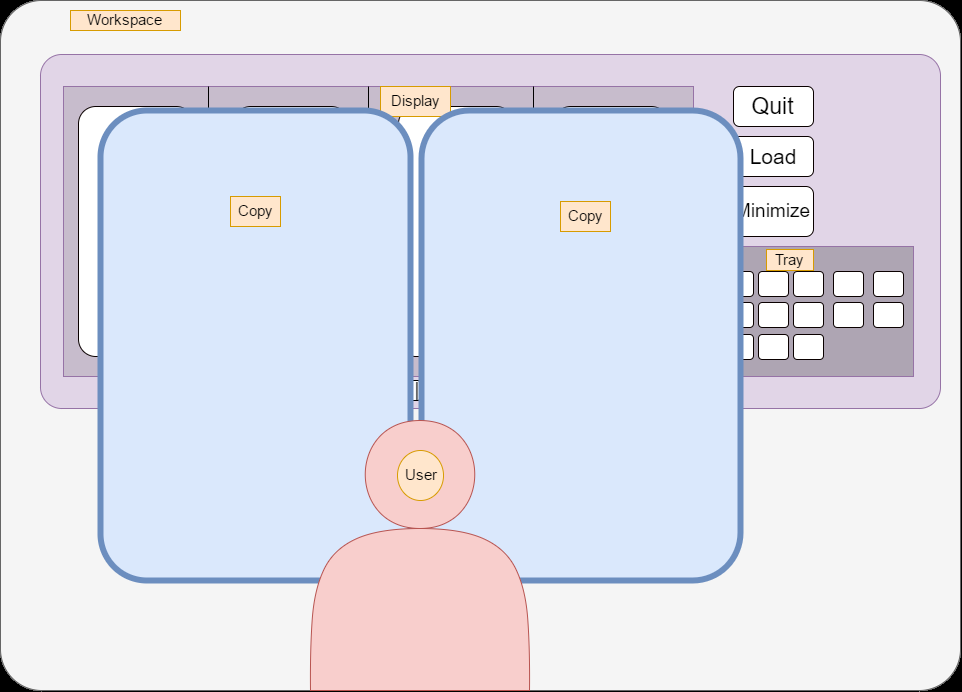 Workspace
Display
Quit
Load
Minimize
Copy
Copy
Tray
User